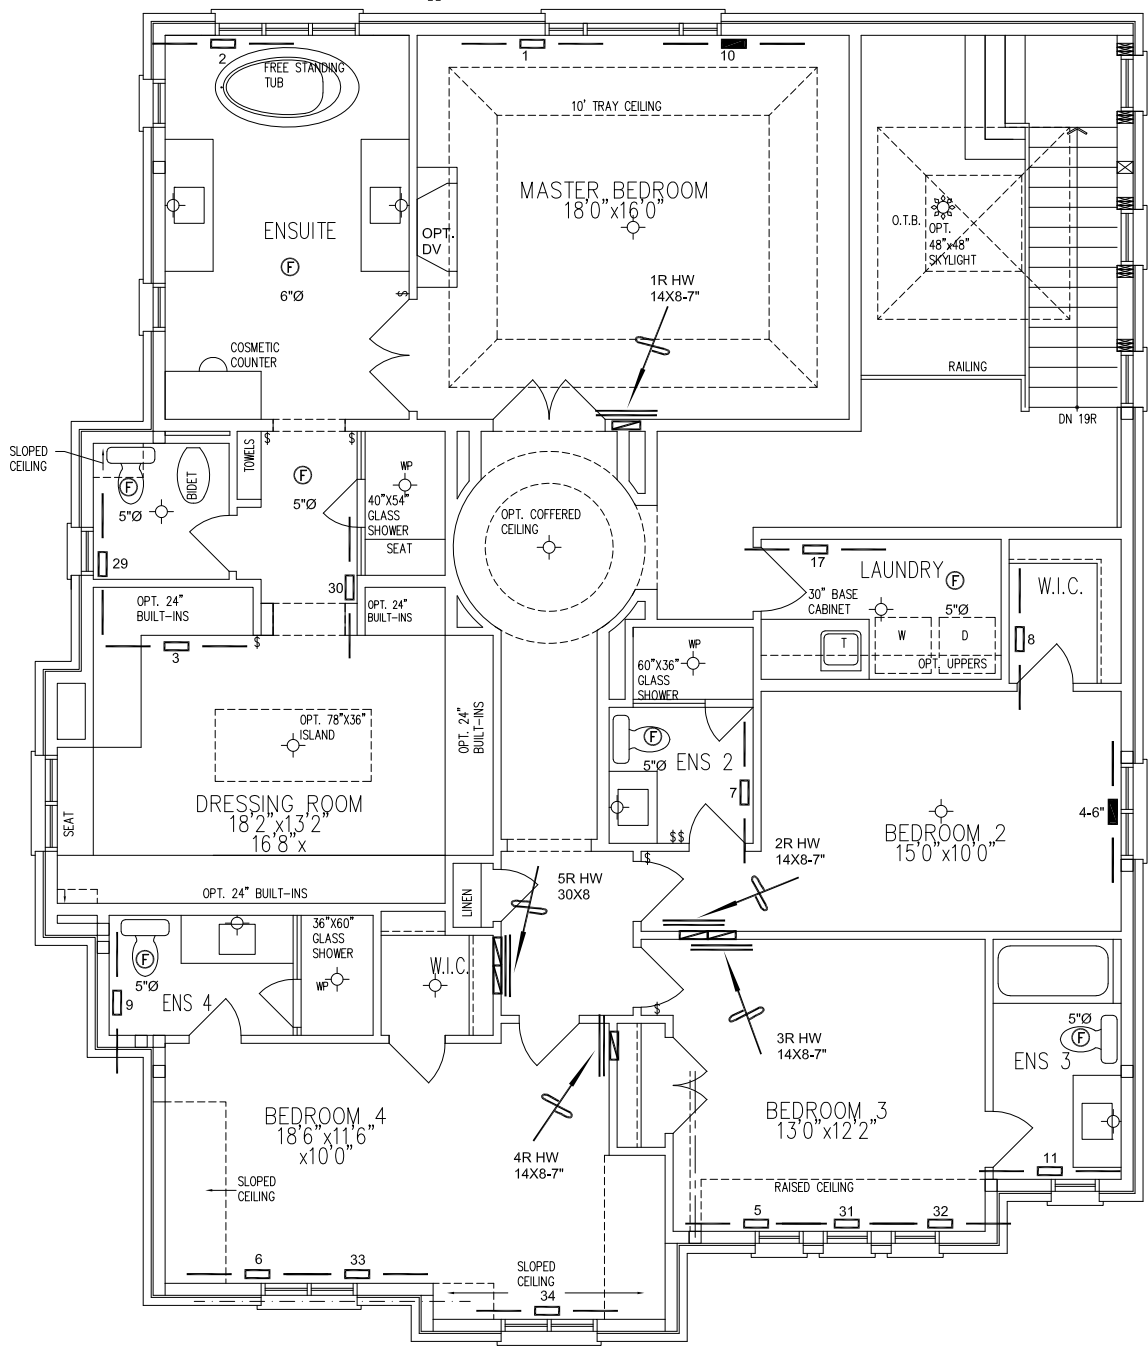 2
FREE STANDING
TUB
1
10
10' TRAY CEILING
MASTER BEDROOM
18'0"x16'0"
ENSUITE
F
6"Ø
OPT.
DV
$
O.T.B.
OPT.
48"x48"
SKYLIGHT
1R HW
14X8-7"
COSMETIC
COUNTER
RAILING
DN 19R
SLOPED
CEILING
$
$
TOWELS
BIDET
F
5"Ø
F
5"Ø
WP
40"X54"
GLASS
SHOWER
SEAT
OPT. COFFERED
CEILING
29
30
OPT. 24"
BUILT-INS
OPT. 24"
BUILT-INS
17
LAUNDRY
F
5"Ø
30" BASE
CABINET
T
W
D
OPT. UPPERS
W.I.C.
8
3
$
WP
60"X36"
GLASS
SHOWER
OPT. 78"X36"
ISLAND
OPT. 24"
BUILT-INS
F
5"Ø
ENS 2
7
$$
DRESSING ROOM
18'2"x13'2"
16'8"x
SEAT
4-6"
BEDROOM 2
15'0"x10'0"
2R HW
14X8-7"
$
5R HW
30X8
OPT. 24" BUILT-INS
LINEN
36"X60"
GLASS
SHOWER
WP
F
5"Ø
9
ENS 4
W.I.C.
$
3R HW
14X8-7"
5"Ø
F
ENS 3
BEDROOM 4
18'6"x11'6"
x10'0"
4R HW
14X8-7"
BEDROOM 3
13'0"x12'2"
11
SLOPED
CEILING
RAISED CEILING
5
31
32
6
33
SLOPED
CEILING
34